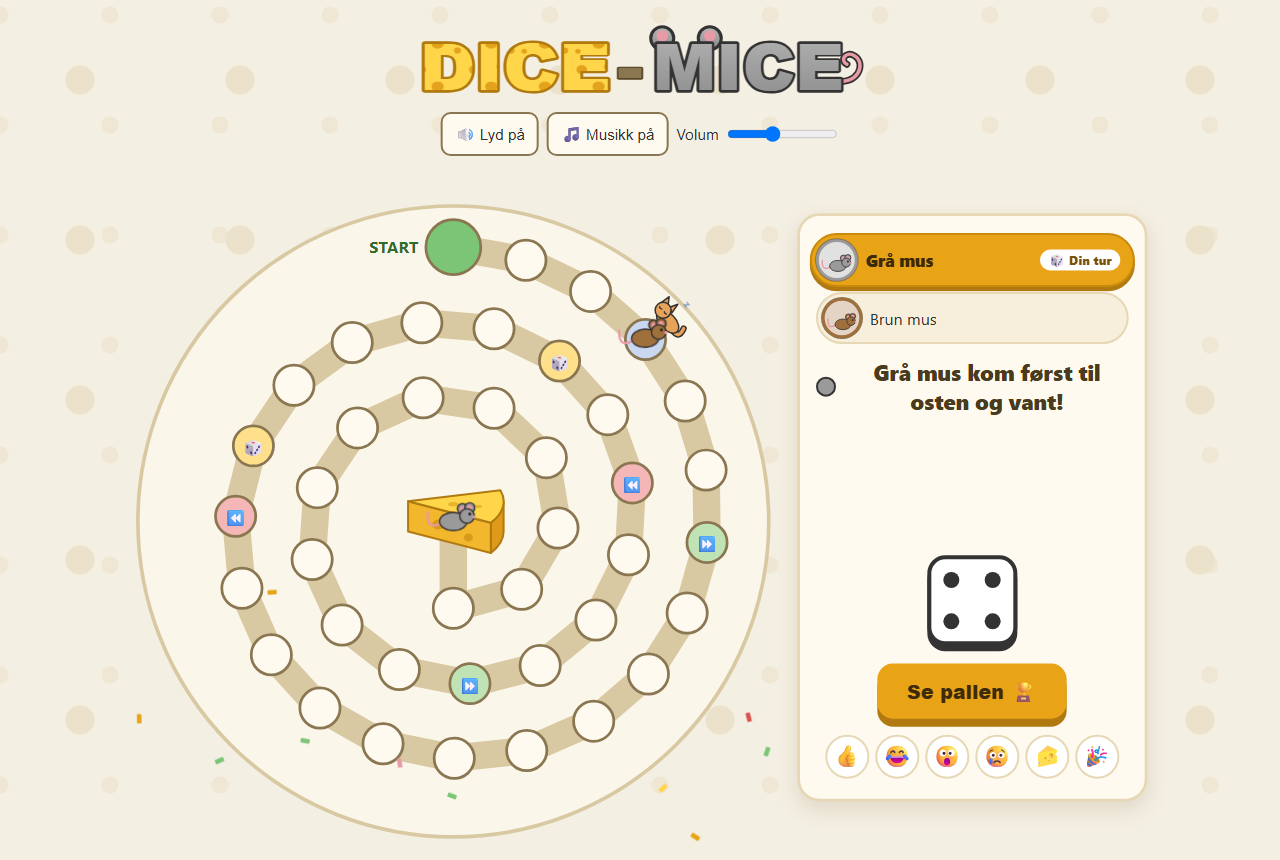 DICE-MICE
Lyd på
Musikk på
Volum
START
Grå mus
Din tur
Brun mus
Grå mus kom først til
osten og vant!
Se pallen